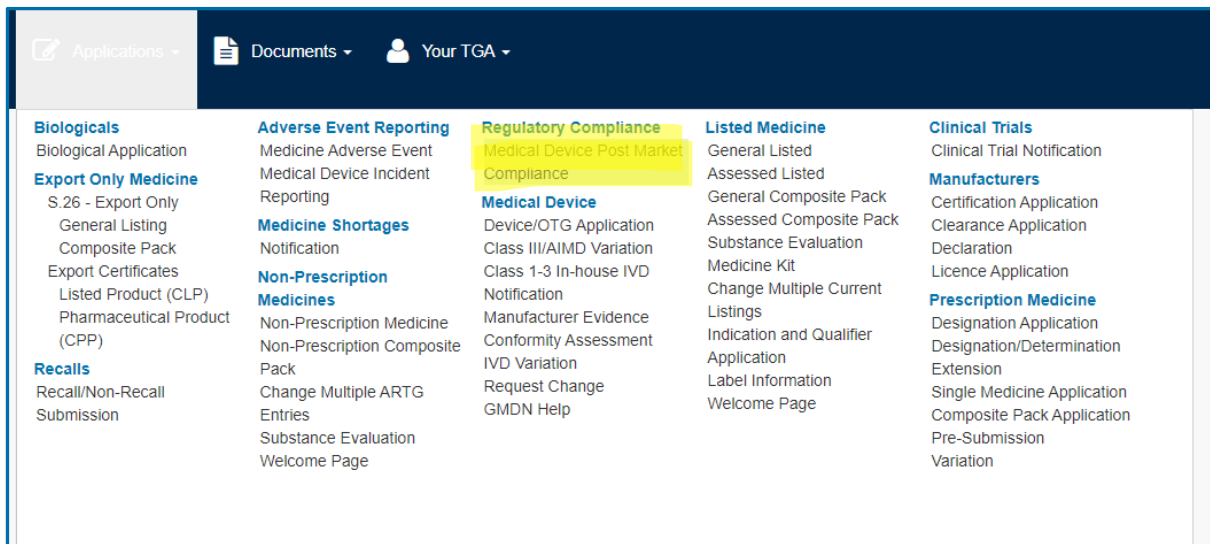 Applications
Documents
Your TGA
Biologicals
Biological Application
Export Only Medicine
S.26 - Export Only
General Listing
Composite Pack
Export Certificates
Listed Product (CLP)
Pharmaceutical Product
(CPP)
Recalls
Recall/Non-Recall
Submission
Adverse Event Reporting
Medicine Adverse Event
Medical Device Incident
Reporting
Medicine Shortages
Notification
Non-Prescription
Medicines
Non-Prescription Medicine
Non-Prescription Composite
Pack
Change Multiple ARTG
Entries
Substance Evaluation
Welcome Page
Regulatory Compliance
Medical Device Post Market
Compliance
Medical Device
Device/OTG Application
Class III/AIMD Variation
Class 1-3 In-house IVD
Notification
Manufacturer Evidence
Conformity Assessment
IVD Variation
Request Change
GMDN Help
Listed Medicine
General Listed
Assessed Listed
General Composite Pack
Assessed Composite Pack
Substance Evaluation
Medicine Kit
Change Multiple Current
Listings
Indication and Qualifier
Application
Label Information
Welcome Page
Clinical Trials
Clinical Trial Notification
Manufacturers
Certification Application
Clearance Application
Declaration
Licence Application
Prescription Medicine
Designation Application
Designation/Determination
Extension
Single Medicine Application
Composite Pack Application
Pre-Submission
Variation